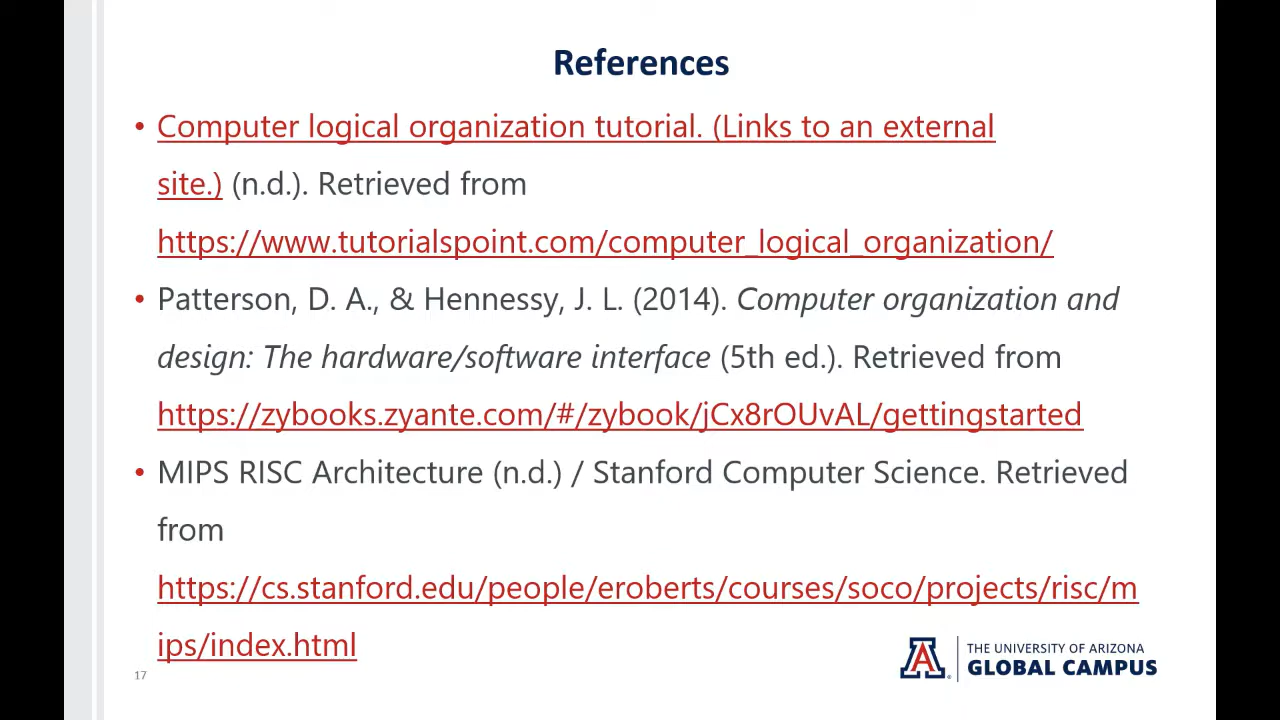 References
• Computer logical organization tutorial. (Links to an external
site.) (n.d.). Retrieved from
https://www.tutorialspoint.com/computer_logical_organization/
• Patterson, D. A., & Hennessy, J. L. (2014). Computer organization and
design: The hardware/software interface (5th ed.). Retrieved from
https://zybooks.zyante.com/#/zybook/jCx8rOUvAL/gettingstarted
• MIPS RISC Architecture (n.d.) / Stanford Computer Science. Retrieved
from
https://cs.stanford.edu/people/eroberts/courses/soco/projects/risc/m
ips/index.html
17
A
THE UNIVERSITY OF ARIZONA
GLOBAL CAMPUS